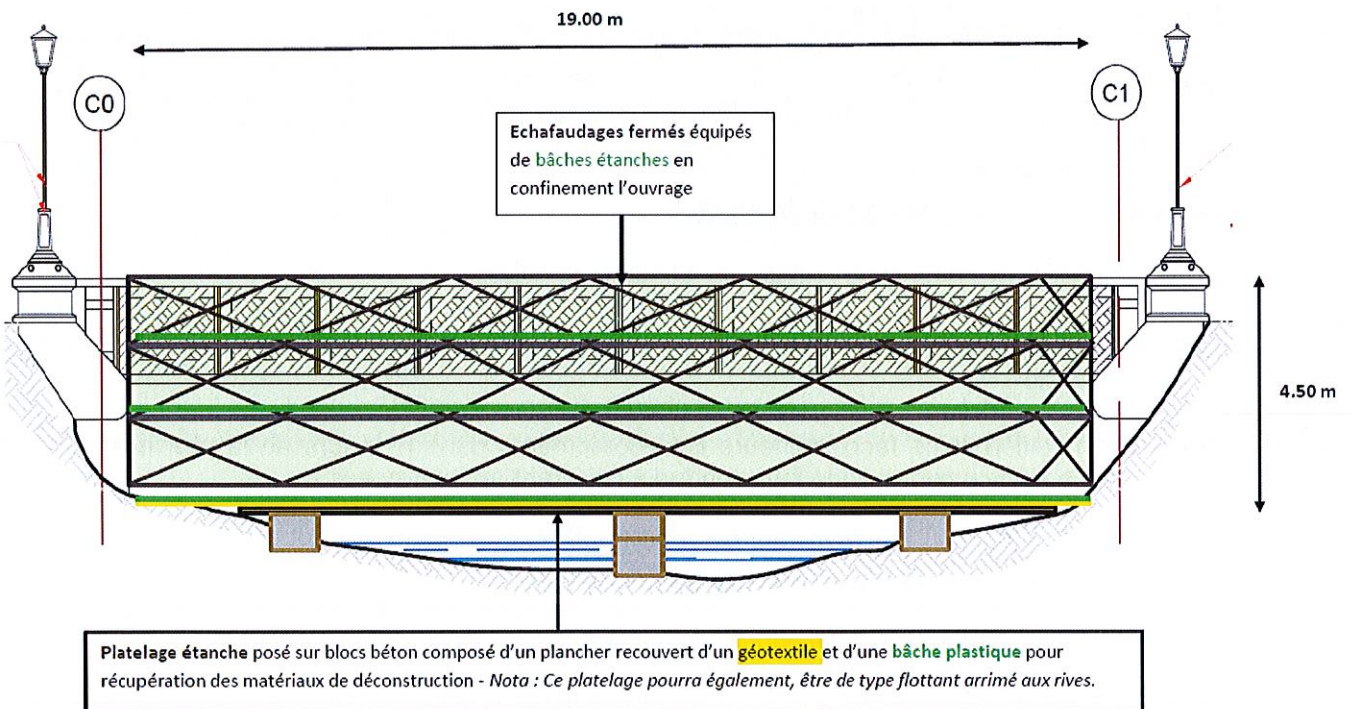 19.00 m
C0
C1
Echafaudages fermés équipés
de bâches étanches en
confinement l'ouvrage
4.50 m
Platelage étanche posé sur blocs béton composé d'un plancher recouvert d'un géotextile et d'une bâche plastique pour
récupération des matériaux de déconstruction - Nota : Ce platelage pourra également, être de type flottant arrimé aux rives.